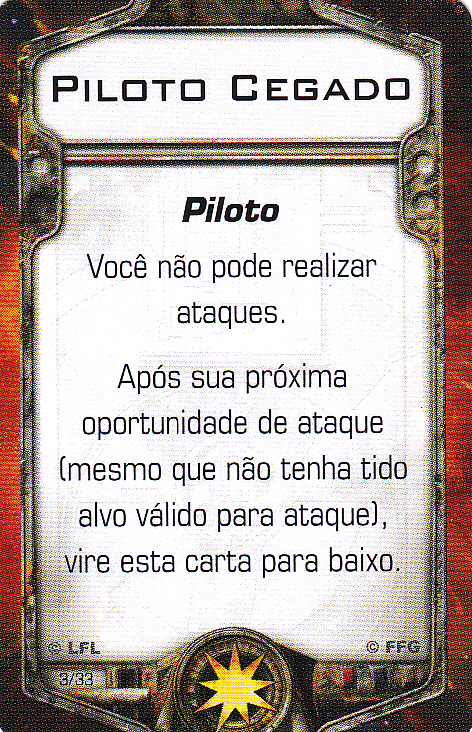 Piloto Cegado
Piloto
Você não pode realizar
ataques.
Após sua próxima
oportunidade de ataque
(mesmo que não tenha tido
alvo válido para ataque),
vire esta carta para baixo.
© LFL © FFG
3/33